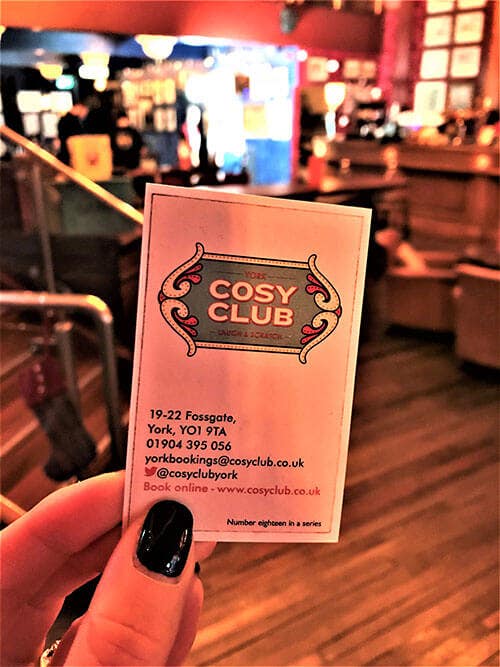 YORK
COSY
CLUB
LUNCH & SCRATCH
19-22 Fossgate,
York, YO1 9TA
01904 395 056
yorkbookings@cosyclub.co.uk
@cosyclubyork
Book online - www.cosyclub.co.uk
Number eighteen in a series